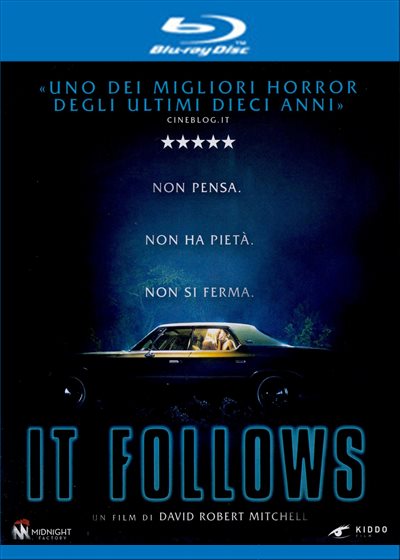 Blu-ray Disc
TM
«UNO DEI MIGLIORI HORROR
DEGLI ULTIMI DIECI ANNI»
CINEBLOG.IT
NON PENSA.
NON HA PIETÀ.
NON SI FERMA.
IT FOLLOWS
UN FILM DI DAVID ROBERT MITCHELL
MIDNIGHT
FACTORY
KIDDO
FILM